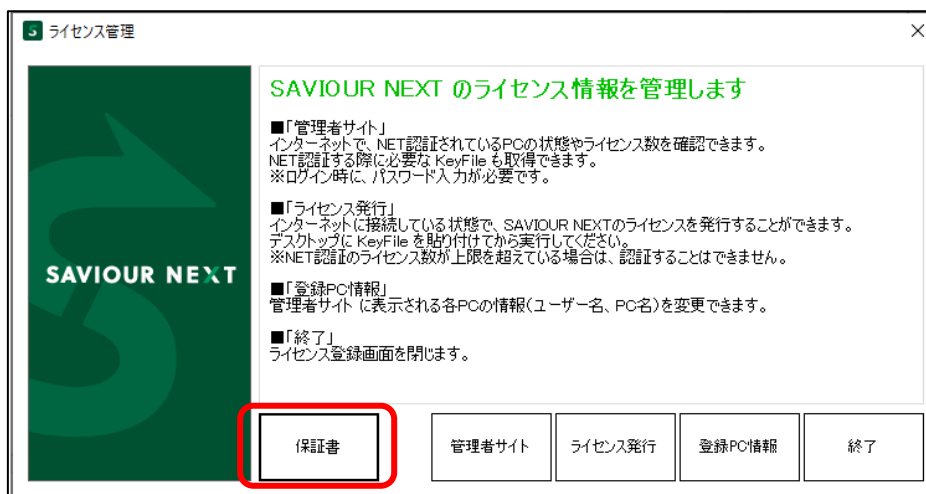 ライセンス管理
SAVIOUR NEXT のライセンス情報を管理します
■「管理者サイト」
インターネットで、NET認証されているPCの状態やライセンス数を確認できます。
NET認証する際に必要な KeyFile も取得できます。
※ログイン時に、パスワード入力が必要です。
■「ライセンス発行」
インターネットに接続している状態で、SAVIOUR NEXTのライセンスを発行することができます。
デスクトップに KeyFile を貼り付けてから実行してください。
※NET認証のライセンス数が上限を超えている場合は、認証することはできません。
■「登録PC情報」
管理者サイト に表示される各PCの情報(ユーザー名、PC名)を変更できます。
■「終了」
ライセンス登録画面を閉じます。
SAVIOUR NEXT
保証書
管理者サイト
ライセンス発行
登録PC情報
終了